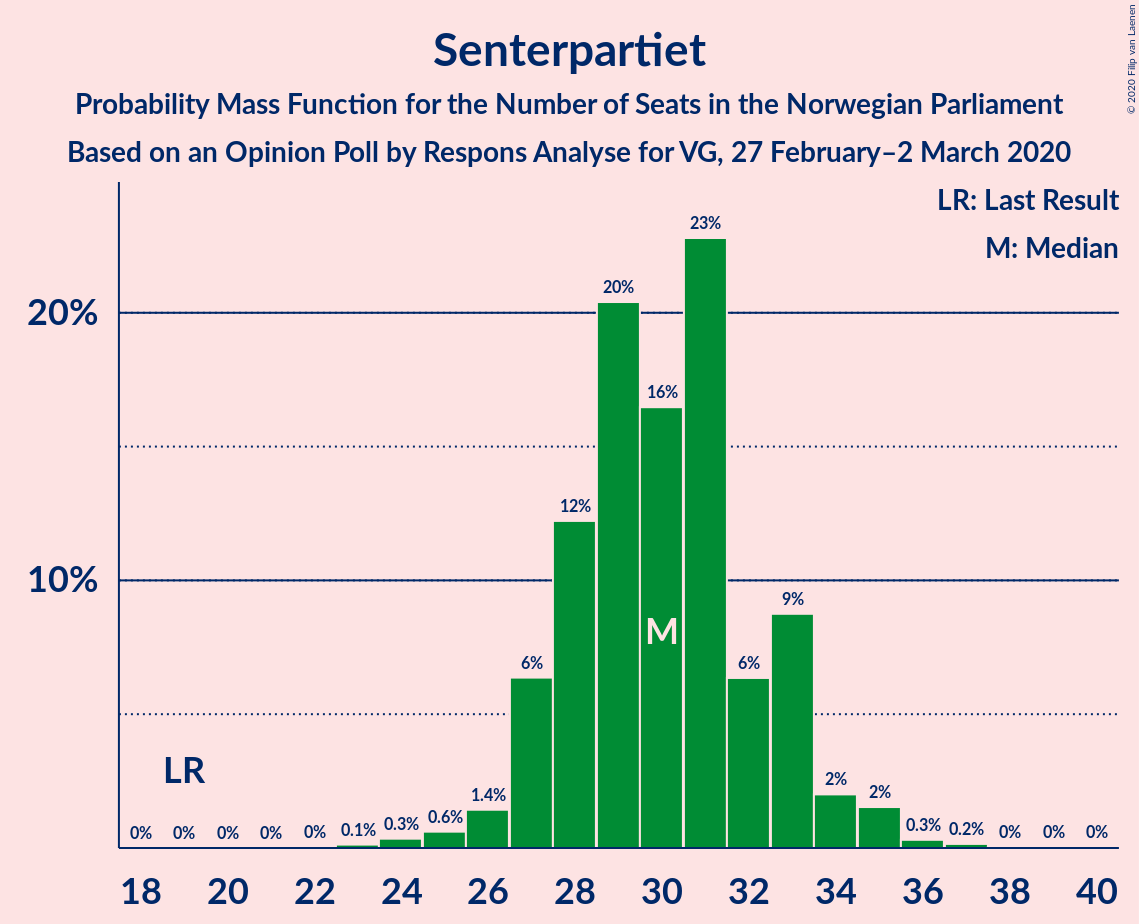 Senterpartiet
Probability Mass Function for the Number of Seats in the Norwegian Parliament
Based on an Opinion Poll by Respons Analyse for VG, 27 February–2 March 2020
© 2020 Filip van Laenen
LR: Last Result
M: Median
20%
10%
0% 0% 0% 0% 0% 0.1% 0.3% 0.6% 1.4% 6% 12% 20% 16% 23% 6% 9% 2% 2% 0.3% 0.2% 0% 0% 0%
LR
M
18 20 22 24 26 28 30 32 34 36 38 40